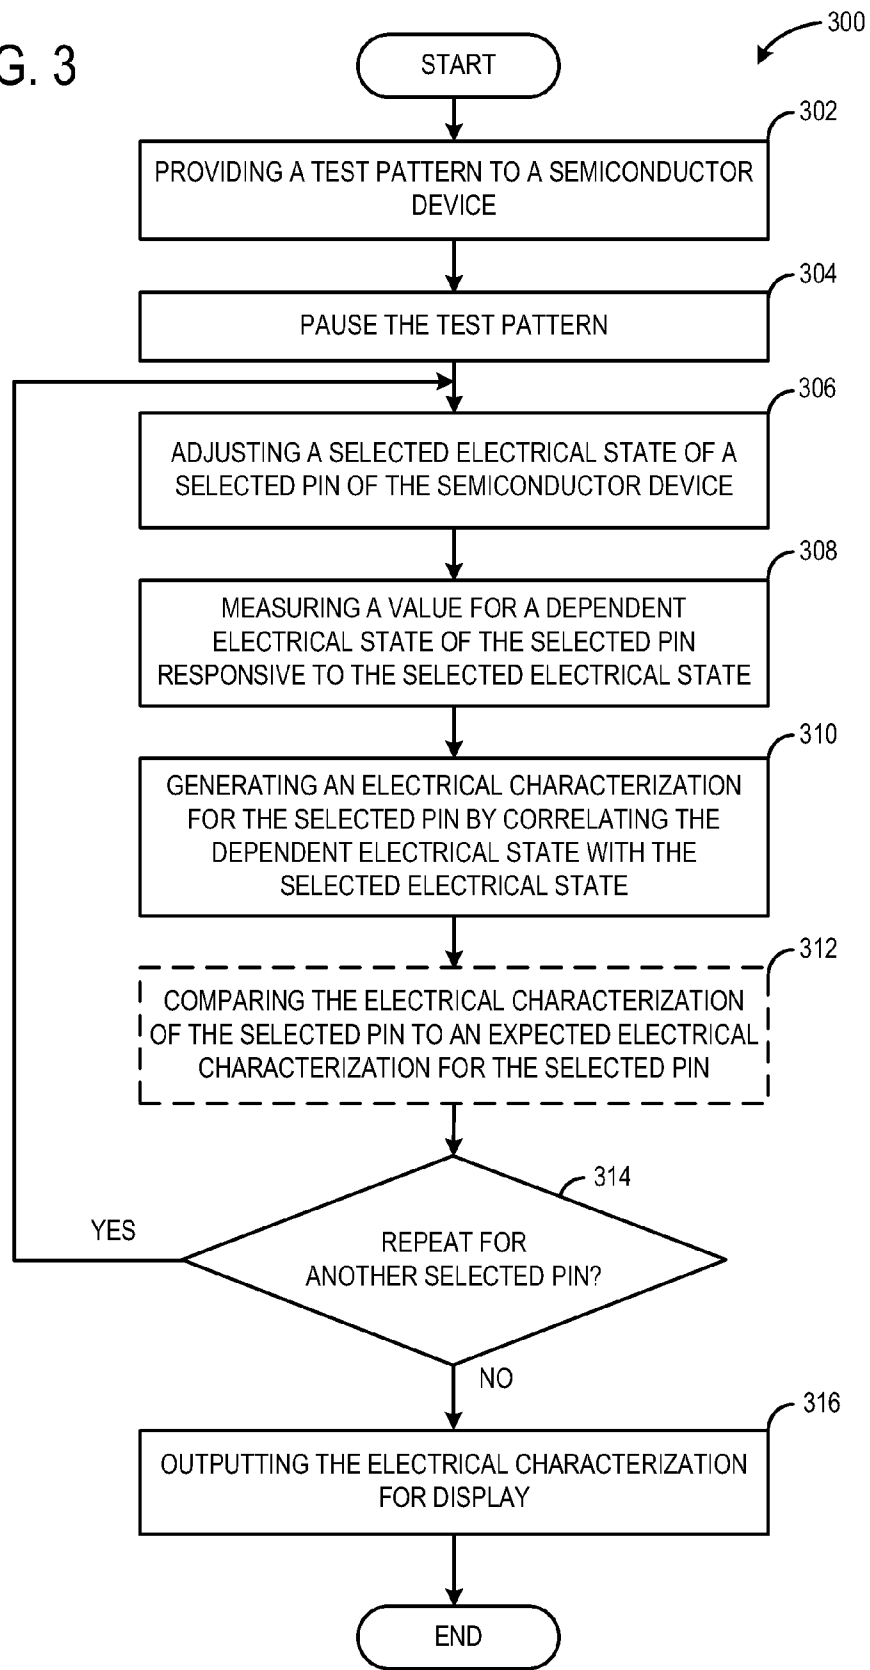 G. 3
300
START
302
PROVIDING A TEST PATTERN TO A SEMICONDUCTOR
DEVICE
304
PAUSE THE TEST PATTERN
306
ADJUSTING A SELECTED ELECTRICAL STATE OF A
SELECTED PIN OF THE SEMICONDUCTOR DEVICE
308
MEASURING A VALUE FOR A DEPENDENT
ELECTRICAL STATE OF THE SELECTED PIN
RESPONSIVE TO THE SELECTED ELECTRICAL STATE
310
GENERATING AN ELECTRICAL CHARACTERIZATION
FOR THE SELECTED PIN BY CORRELATING THE
DEPENDENT ELECTRICAL STATE WITH THE
SELECTED ELECTRICAL STATE
312
COMPARING THE ELECTRICAL CHARACTERIZATION
OF THE SELECTED PIN TO AN EXPECTED ELECTRICAL
CHARACTERIZATION FOR THE SELECTED PIN
314
YES
REPEAT FOR
ANOTHER SELECTED PIN?
NO
316
OUTPUTTING THE ELECTRICAL CHARACTERIZATION
FOR DISPLAY
END